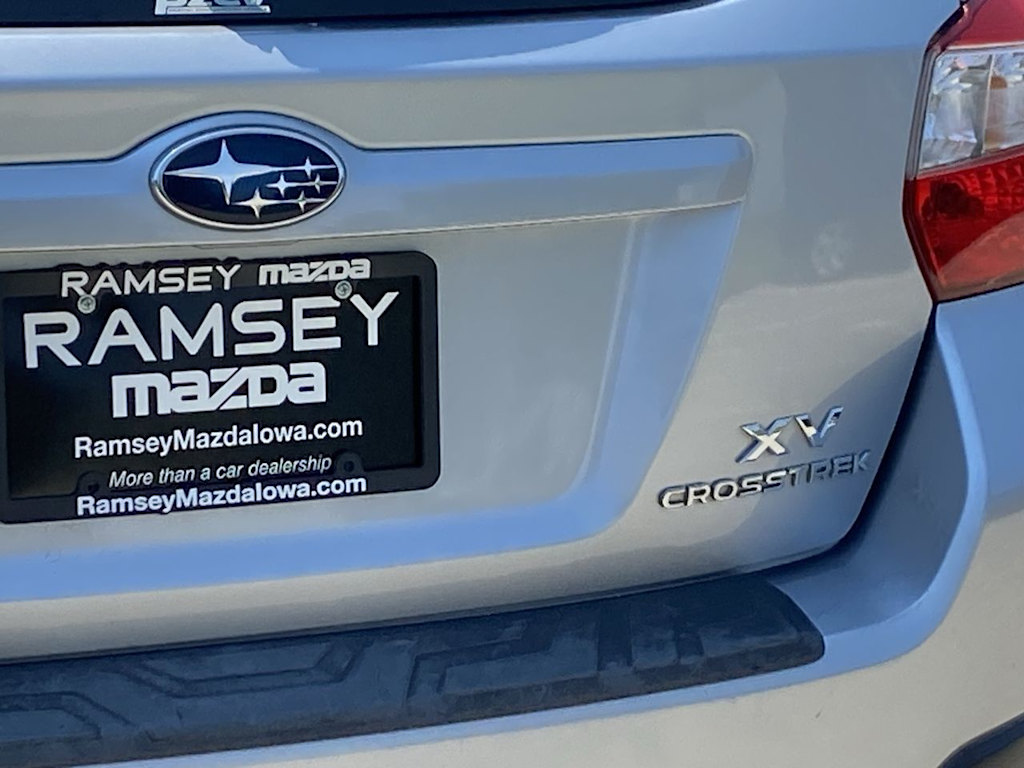 RAMSEY mazda
RAMSEY
mazda
RamseyMazdaIowa.com
More than a car dealership
RamseyMazdaIowa.com
XV
CROSSTREK